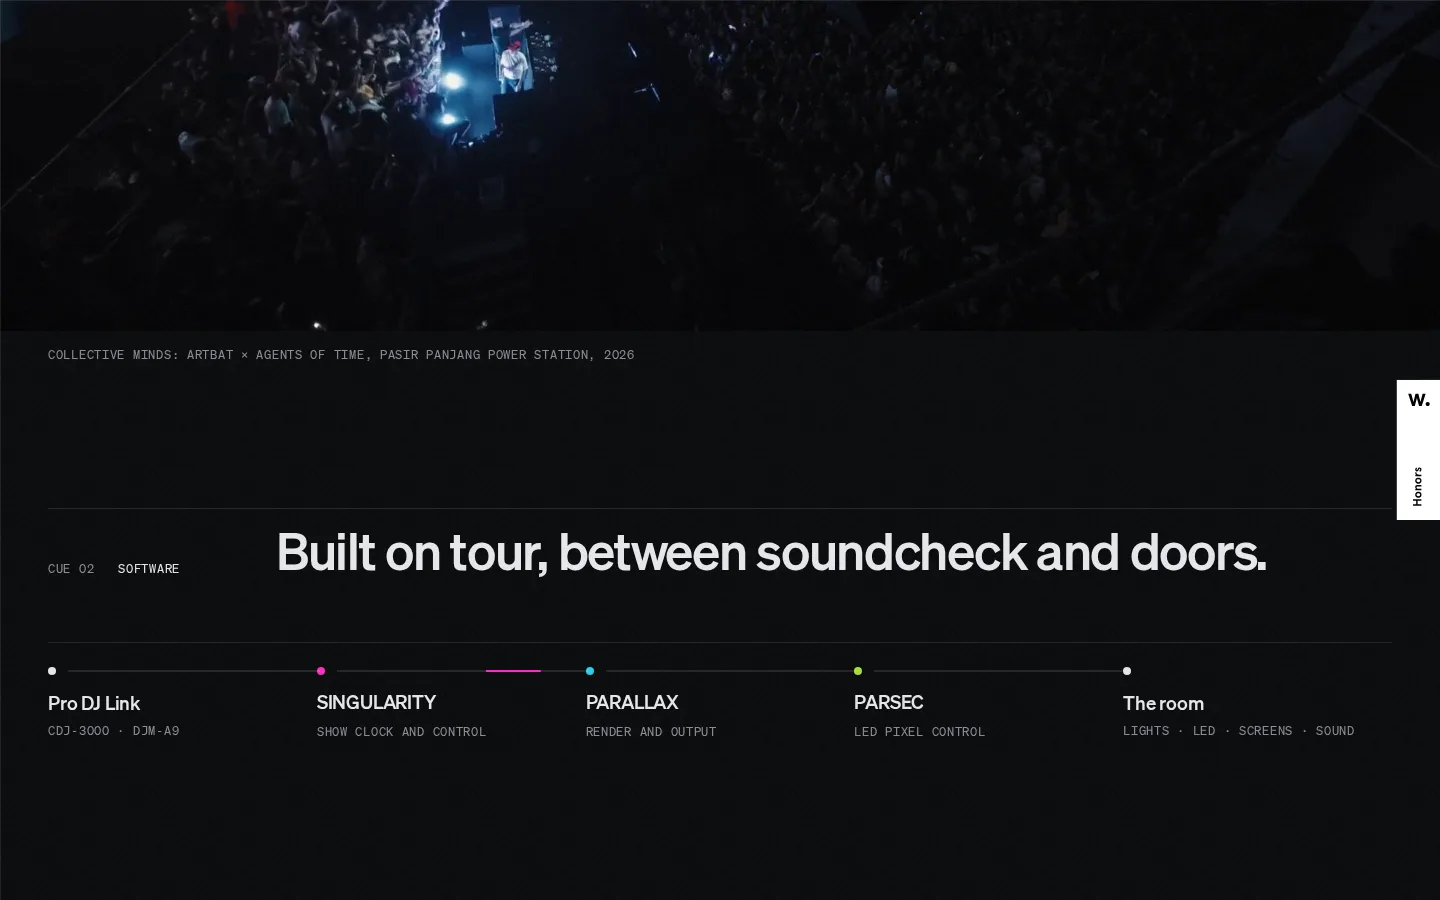 COLLECTIVE MINDS: ARTBAT × AGENTS OF TIME, PASIR PANJANG POWER STATION, 2026
W.
Honors
CUE 02 SOFTWARE
Built on tour, between soundcheck and doors.
Pro DJ Link
CDJ-3000 · DJM-A9
SINGULARITY
SHOW CLOCK AND CONTROL
PARALLAX
RENDER AND OUTPUT
PARSEC
LED PIXEL CONTROL
The room
LIGHTS · LED · SCREENS · SOUND